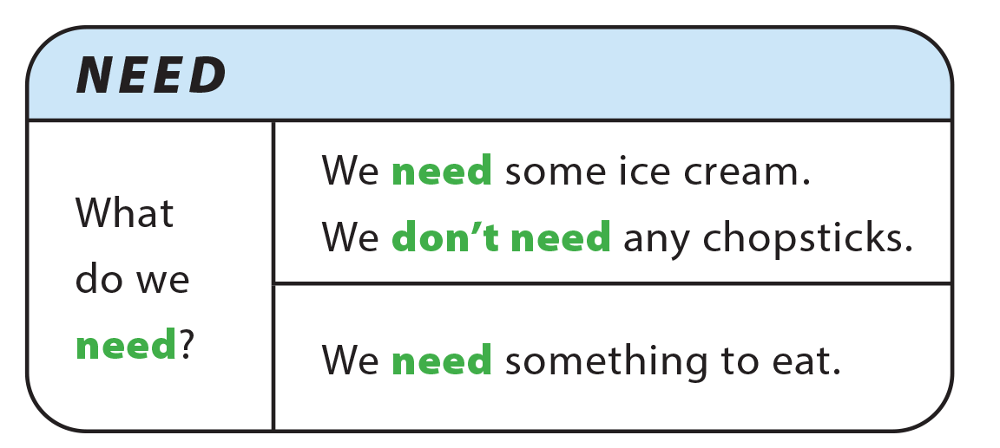 NEED
What
do we
need?
We need some ice cream.
We don’t need any chopsticks.
We need something to eat.